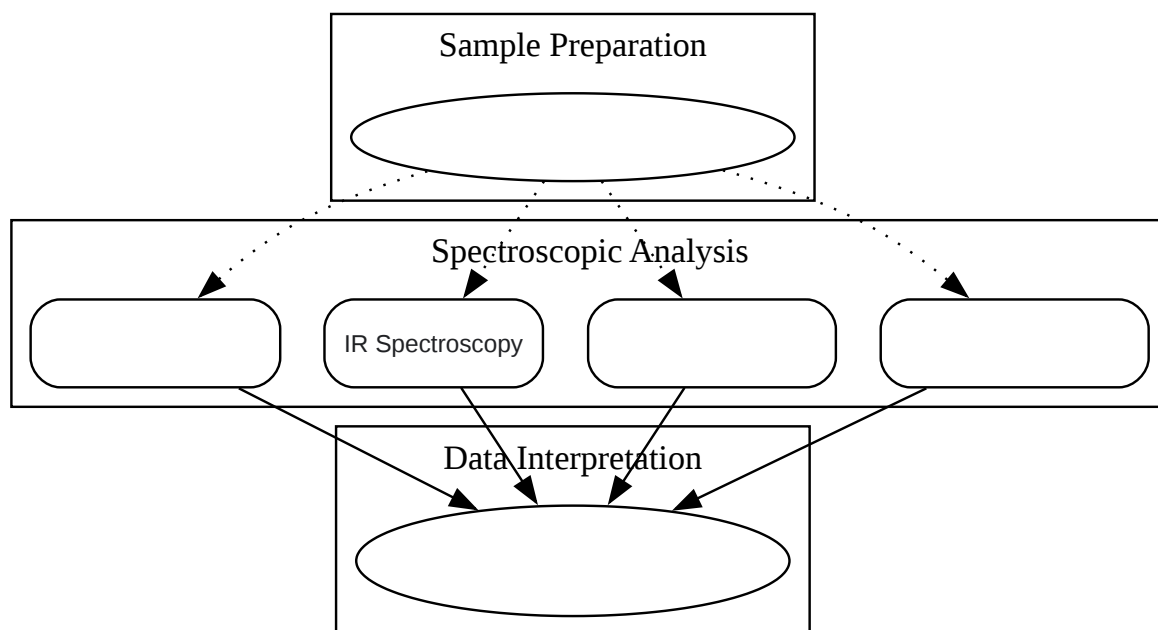 Sample Preparation
Spectroscopic Analysis
IR Spectroscopy
Data Interpretation